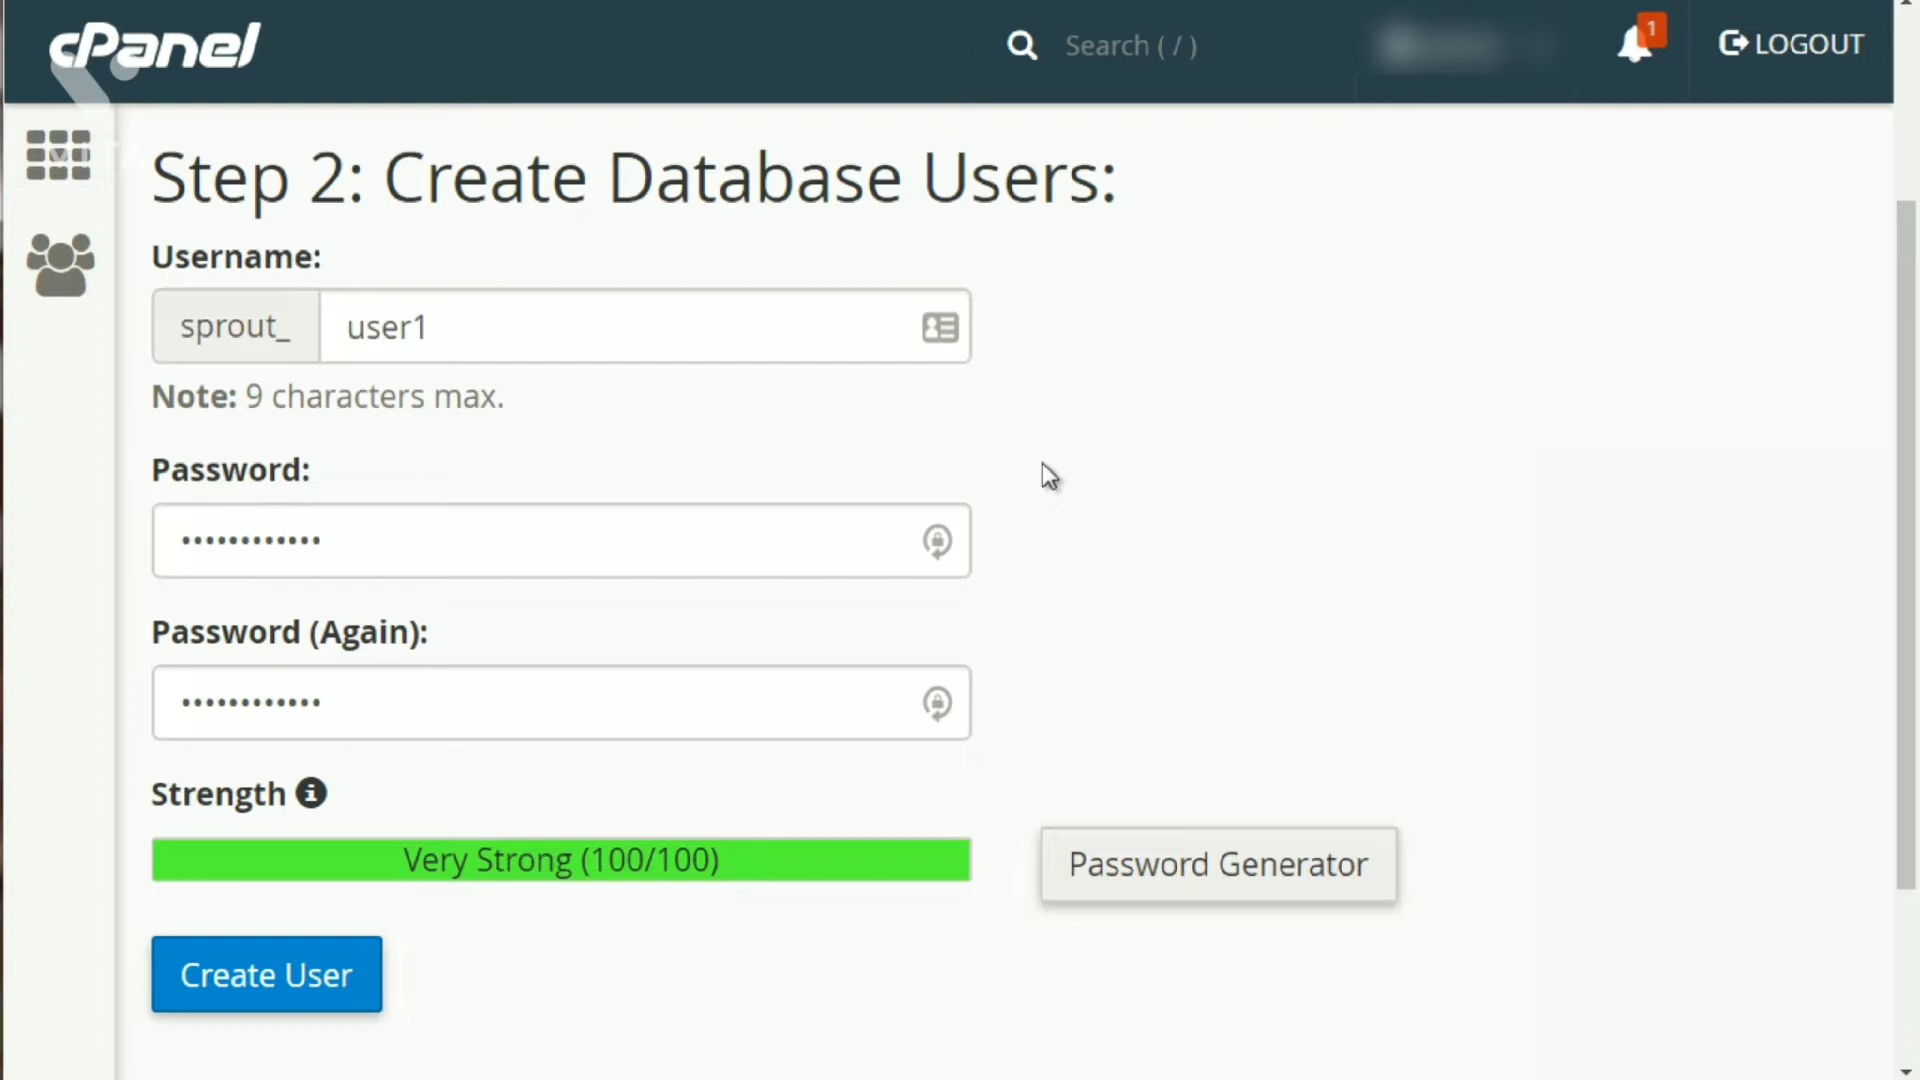 cPanel
Search ( / )
1
LOGOUT
Step 2: Create Database Users:
Username:
sprout_ user1
Note: 9 characters max.
Password:
••••••••••••
Password (Again):
••••••••••••
Strength
Very Strong (100/100)
Password Generator
Create User